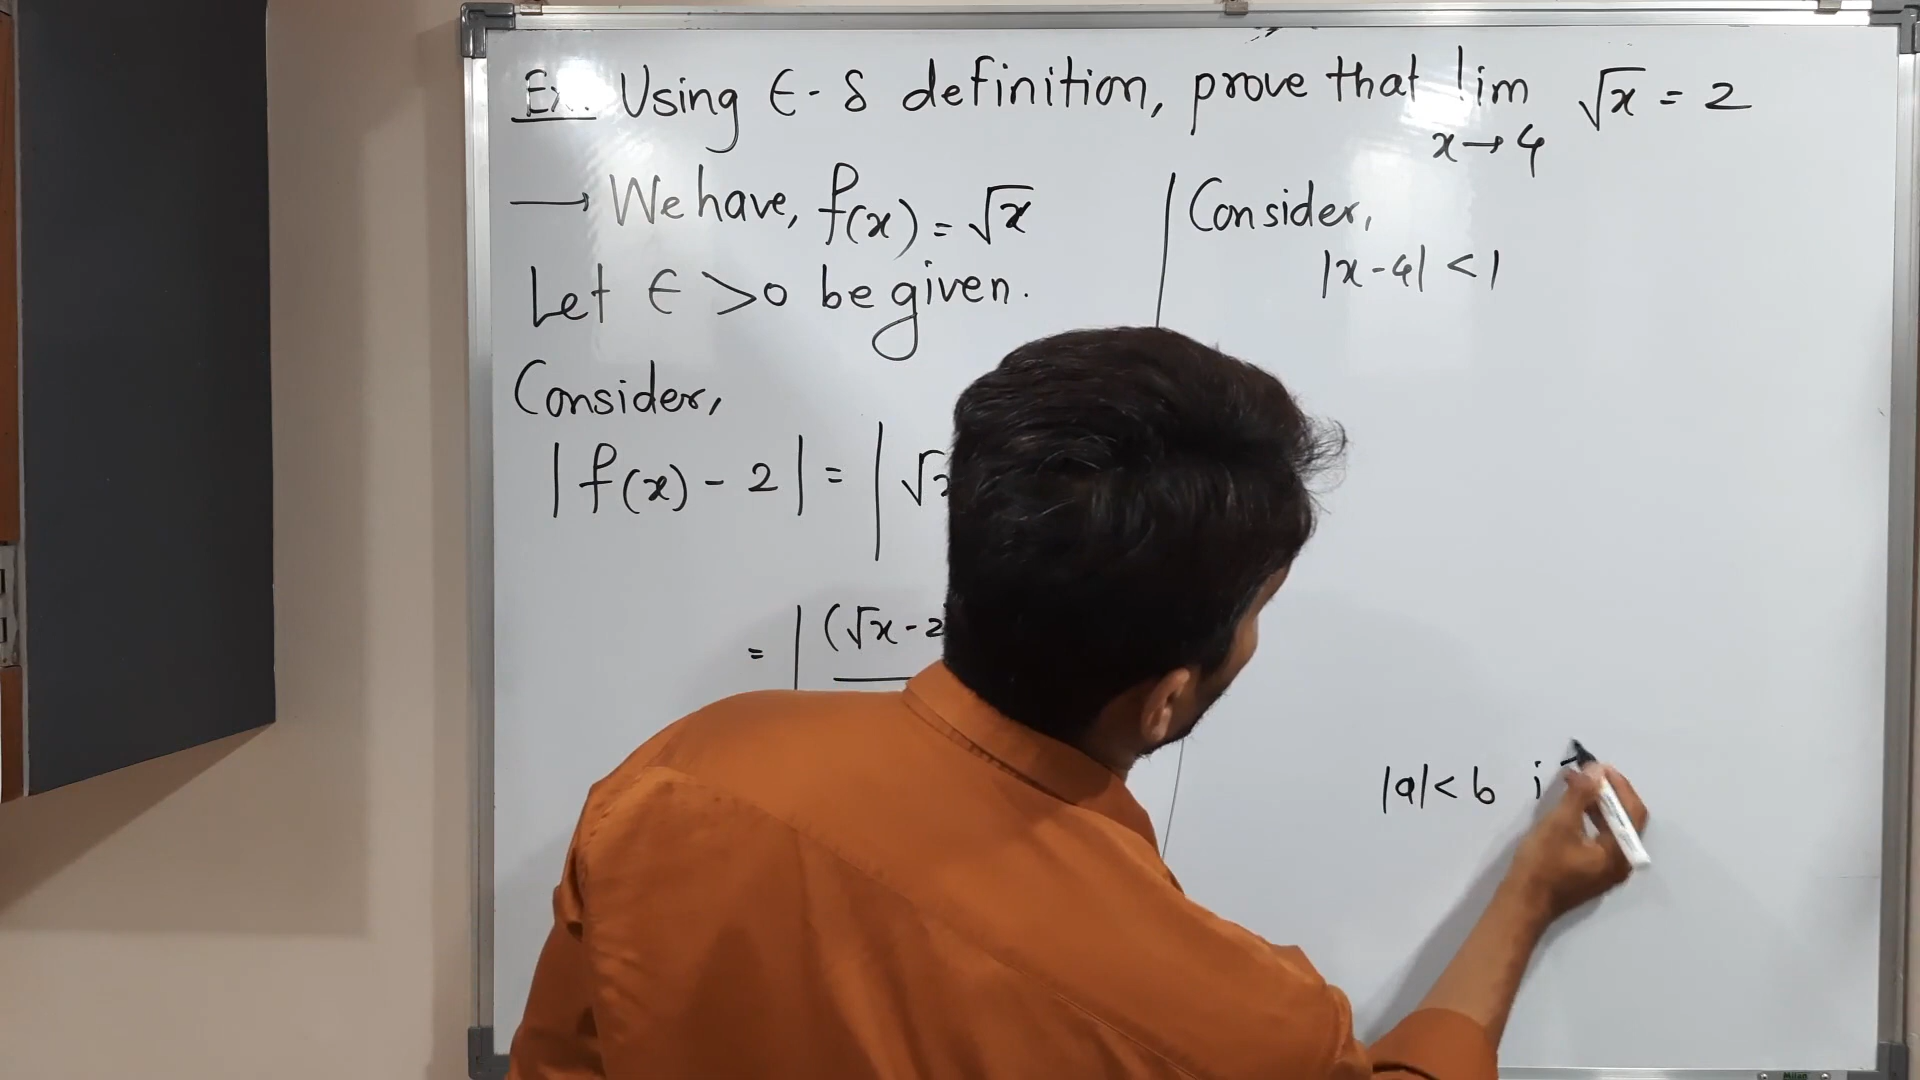 Ex. Using ∈-δ definition, prove that lim √x = 2
x→4
→ We have, f(x) = √x
Let ∈ > 0 be given.
Consider,
|f(x) - 2| = | √x
= | (√x - 2
Consider,
|x-4| < 1
|a| < b
Milan